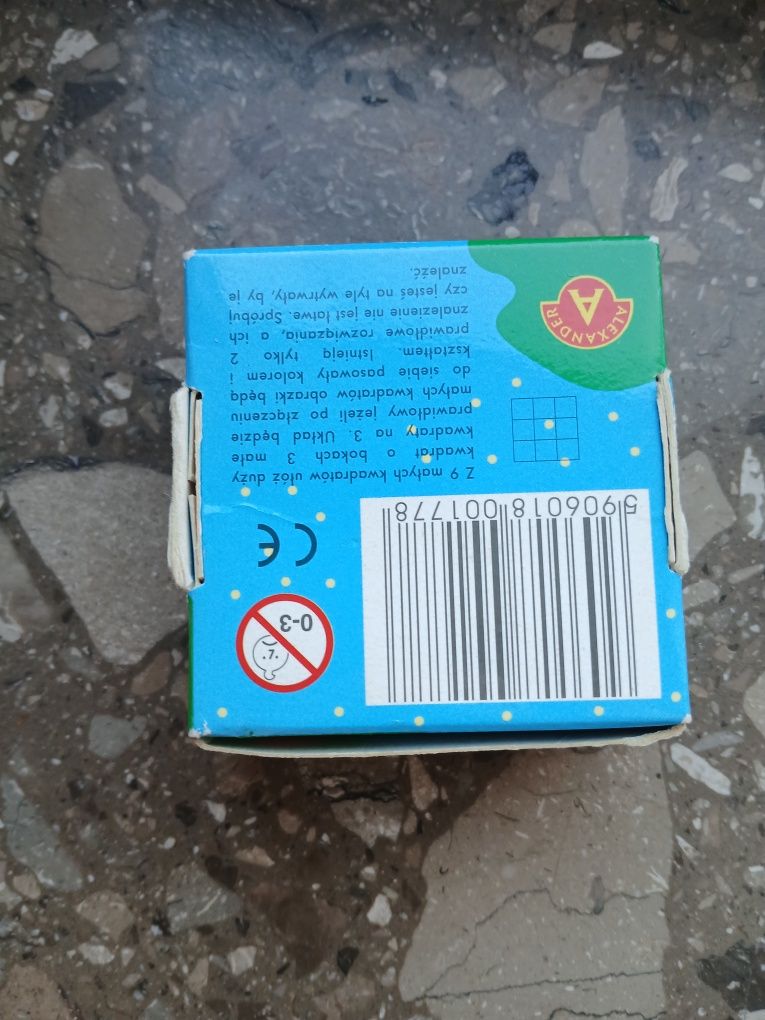 Z 9 małych kwadratów ułóż duży
kwadrat o bokach 3 małe
kwadraty na 3. Układ będzie
prawidłowy jeżeli po złączeniu
małych kwadratów obrazki będą
do siebie pasowały kolorem i
kształtem. Istnieją tylko 2
prawidłowe rozwiązania, a ich
znalezienie nie jest łatwe. Spróbuj
czy jesteś na tyle wytrwały, by je
znaleźć.
ALEXANDER
A
5906018 001778
CE
0-3